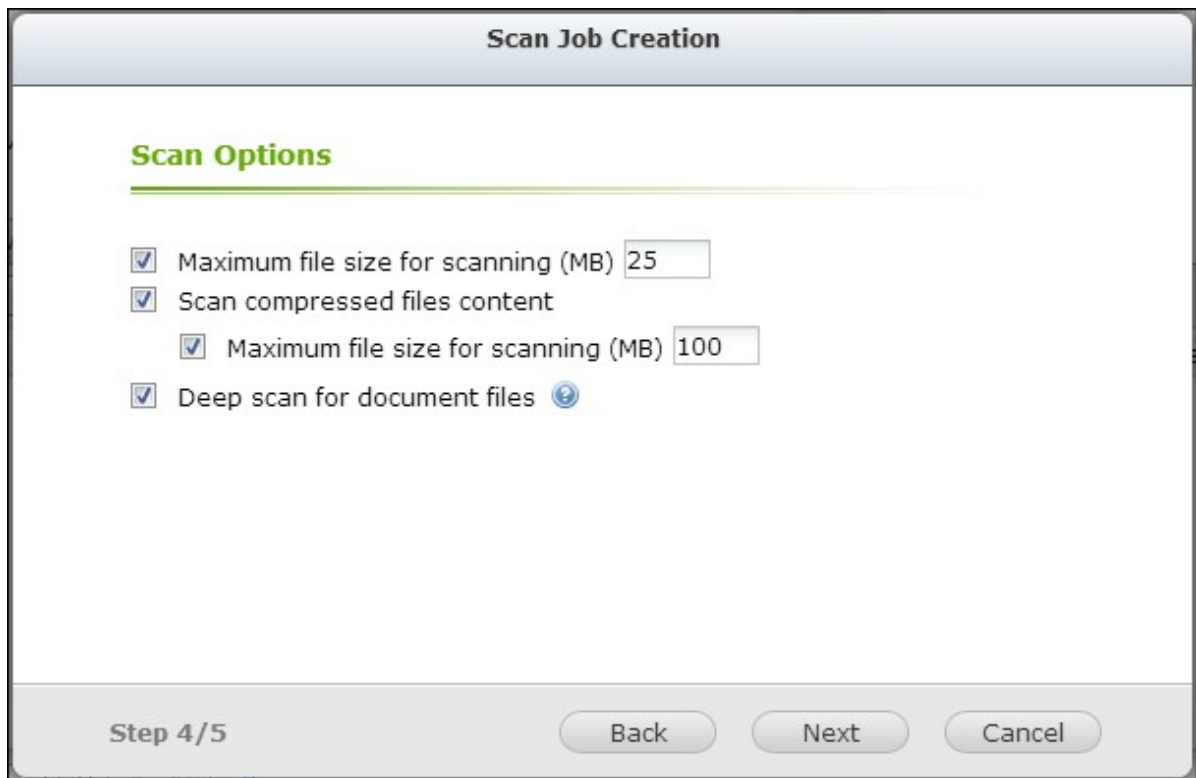 Scan Job Creation
Scan Options
Maximum file size for scanning (MB) 25
Scan compressed files content
Maximum file size for scanning (MB) 100
Deep scan for document files ?
Step 4/5 Back Next Cancel